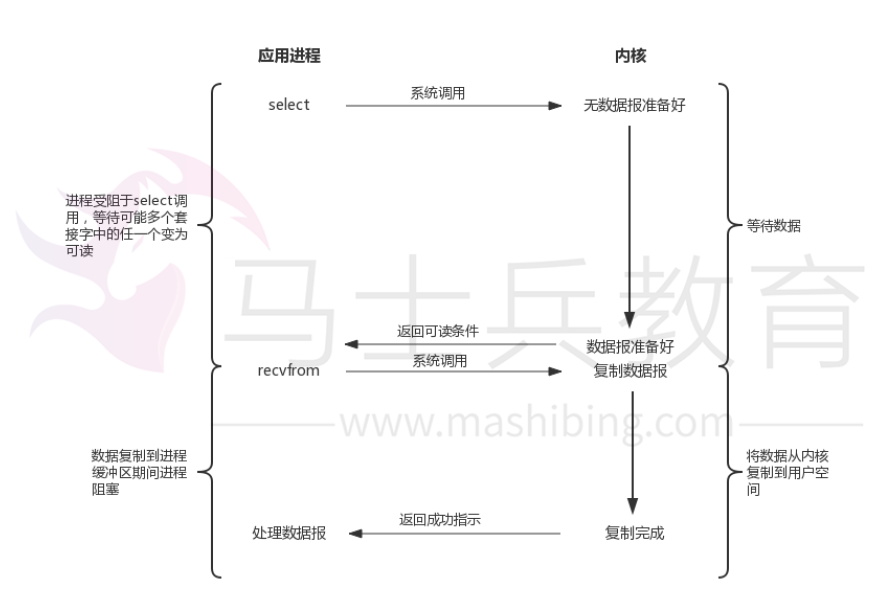 应用进程
内核
select
系统调用
无数据报准备好
进程受阻于select调
用，等待可能多个套
接字中的任一个变为
可读
等待数据
马士兵教育
返回可读条件
数据报准备好
recvfrom
系统调用
复制数据报
www.mashibing.com
数据复制到进程
缓冲区期间进程
阻塞
将数据从内核
复制到用户空
间
处理数据报
返回成功指示
复制完成